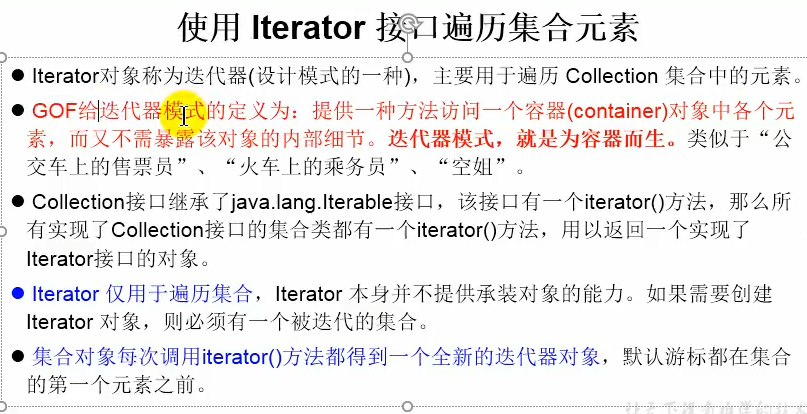 使用 Iterator 接口遍历集合元素
● Iterator对象称为迭代器(设计模式的一种)，主要用于遍历 Collection 集合中的元素。
● GOF给迭代器模式的定义为：提供一种方法访问一个容器(container)对象中各个元
素，而又不需暴露该对象的内部细节。迭代器模式，就是为容器而生。类似于“公
交车上的售票员”、“火车上的乘务员”、“空姐”。
● Collection接口继承了java.lang.Iterable接口，该接口有一个iterator()方法，那么所
有实现了Collection接口的集合类都有一个iterator()方法，用以返回一个实现了
Iterator接口的对象。
● Iterator 仅用于遍历集合，Iterator 本身并不提供承装对象的能力。如果需要创建
Iterator 对象，则必须有一个被迭代的集合。
● 集合对象每次调用iterator()方法都得到一个全新的迭代器对象，默认游标都在集合
的第一个元素之前。